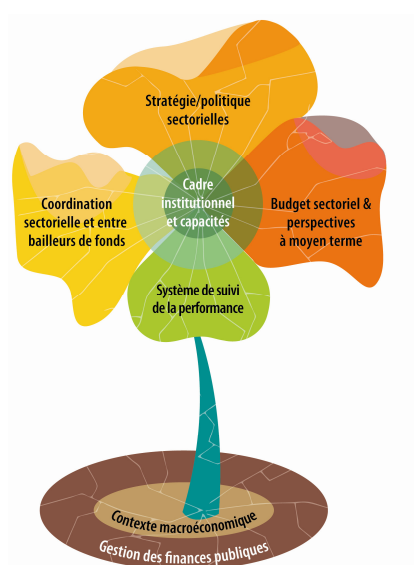 Stratégie/politique
sectorielles
Cadre
institutionnel
et capacités
Coordination
sectorielle et entre
bailleurs de fonds
Budget sectoriel &
perspectives
à moyen terme
Système de suivi
de la performance
Contexte macroéconomique
Gestion des finances publiques